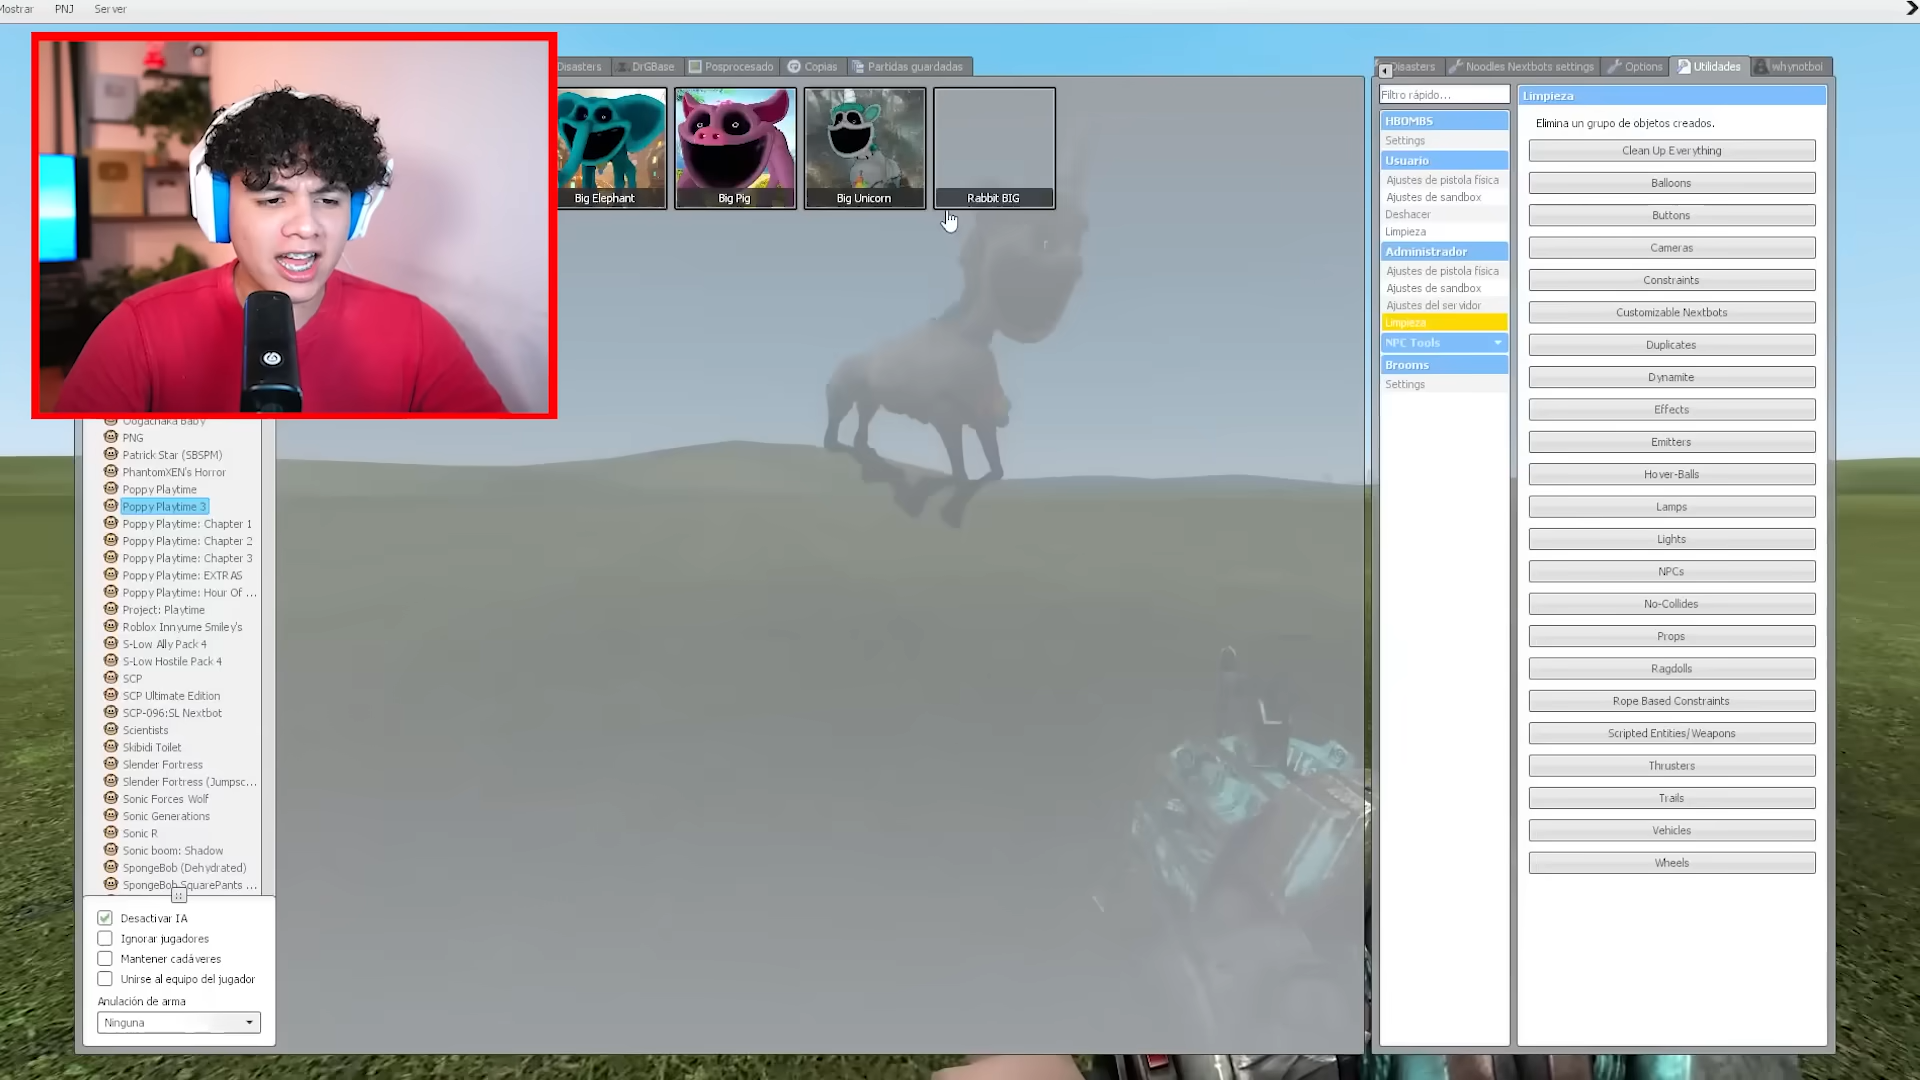 Mostrar PNJ Server
Disasters DrGBase Posprocesado Copias Partidas guardadas
Disasters Noodles Nextbots settings Options Utilidades whynotboi
Big Elephant
Big Pig
Big Unicorn
Rabbit BIG
Oogachaka Baby
PNG
Patrick Star (SBSPM)
PhantomXEN's Horror
Poppy Playtime
Poppy Playtime 3
Poppy Playtime: Chapter 1
Poppy Playtime: Chapter 2
Poppy Playtime: Chapter 3
Poppy Playtime: EXTRAS
Poppy Playtime: Hour Of ...
Project: Playtime
Roblox Innyume Smiley's
S-Low Ally Pack 4
S-Low Hostile Pack 4
SCP
SCP Ultimate Edition
SCP-096:SL Nextbot
Scientists
Skibidi Toilet
Slender Fortress
Slender Fortress (Jumpsc...
Sonic Forces Wolf
Sonic Generations
Sonic R
Sonic boom: Shadow
SpongeBob (Dehydrated)
SpongeBob SquarePants ...
Desactivar IA
Ignorar jugadores
Mantener cadáveres
Unirse al equipo del jugador
Anulación de arma
Ninguna
Filtro rápido...
HBOMBS
Settings
Usuario
Ajustes de pistola física
Ajustes de sandbox
Deshacer
Limpieza
Administrador
Ajustes de pistola física
Ajustes de sandbox
Ajustes del servidor
Limpieza
NPC Tools
Brooms
Settings
Limpieza
Elimina un grupo de objetos creados.
Clean Up Everything
Balloons
Buttons
Cameras
Constraints
Customizable Nextbots
Duplicates
Dynamite
Effects
Emitters
Hover-Balls
Lamps
Lights
NPCs
No-Collides
Props
Ragdolls
Rope Based Constraints
Scripted Entities/Weapons
Thrusters
Trails
Vehicles
Wheels